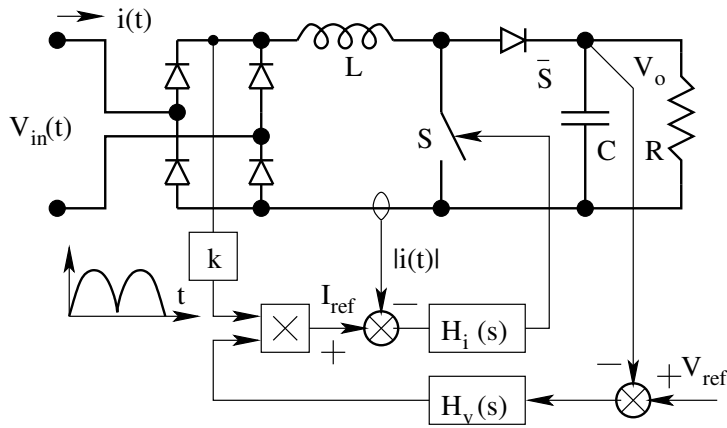 i(t)
L
S̄
V_o
V_in(t)
S
C
R
k
|i(t)|
t
I_ref
−
×
+
H_i(s)
−
+
V_ref
H_v(s)